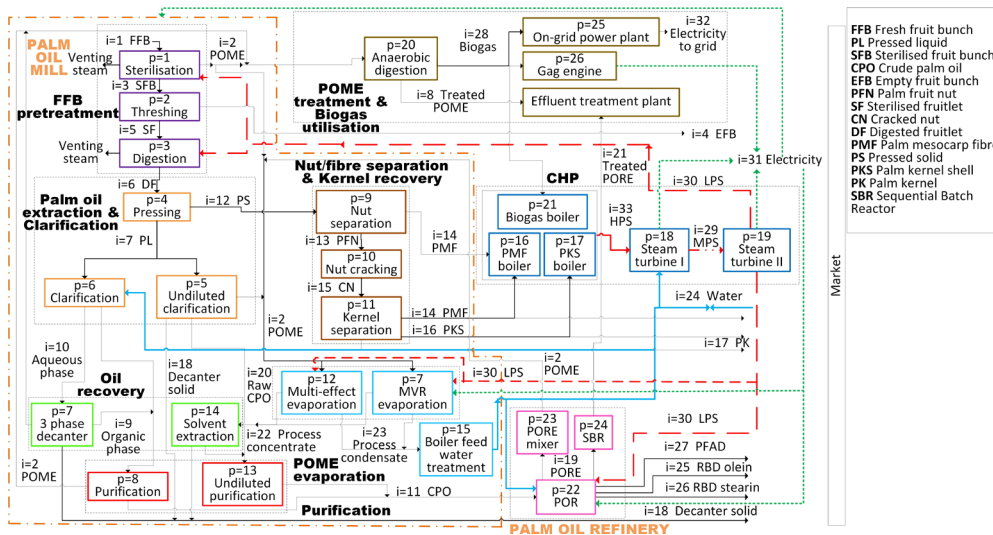 PALM
OIL
MILL
i=1 FFB
i=2
POME
Venting
steam
p=1
Sterilisation
i=3 SFB
FFB
pretreatment
p=2
Threshing
i=5 SF
Venting
steam
p=3
Digestion
i=6 DF
p=20
Anaerobic
digestion
i=28
Biogas
p=25
On-grid power plant
i=32
Electricity
to grid
p=26
Gag engine
i=8 Treated
POME
Effluent treatment plant
POME
treatment &
Biogas
utilisation
i=4 EFB
i=21
Treated
PORE
i=31 Electricity
i=30 LPS
Palm oil
extraction &
Clarification
p=4
Pressing
i=12 PS
i=7 PL
p=6
Clarification
p=5
Undiluted
clarification
Nut/fibre separation
& Kernel recovery
p=9
Nut
separation
i=13 PFN
p=10
Nut cracking
i=15 CN
p=11
Kernel
separation
i=14
PMF
i=14 PMF
i=16 PKS
CHP
p=21
Biogas boiler
p=16
PMF
boiler
p=17
PKS
boiler
i=33
HPS
p=18
Steam
turbine I
i=29
MPS
p=19
Steam
turbine II
i=24 Water
i=17 PK
i=2
POME
i=10
Aqueous
phase
i=18
Decanter
solid
Oil
recovery
p=7
3 phase
decanter
i=9
Organic
phase
p=14
Solvent
extraction
i=20
Raw
CPO
i=30 LPS
p=12
Multi-effect
evaporation
p=7
MVR
evaporation
i=2
POME
i=22 Process
concentrate
i=23
Process
condensate
p=15
Boiler feed
water
treatment
POME
evaporation
i=2
POME
p=8
Purification
p=13
Undiluted
purification
i=11 CPO
Purification
p=23
PORE
mixer
p=24
SBR
i=19
PORE
p=22
POR
i=30 LPS
i=27 PFAD
i=25 RBD olein
i=26 RBD stearin
i=18 Decanter solid
PALM OIL REFINERY
Market
FFB Fresh fruit bunch
PL Pressed liquid
SFB Sterilised fruit bunch
CPO Crude palm oil
EFB Empty fruit bunch
PFN Palm fruit nut
SF Sterilised fruitlet
CN Cracked nut
DF Digested fruitlet
PMF Palm mesocarp fibre
PS Pressed solid
PKS Palm kernel shell
PK Palm kernel
SBR Sequential Batch
Reactor